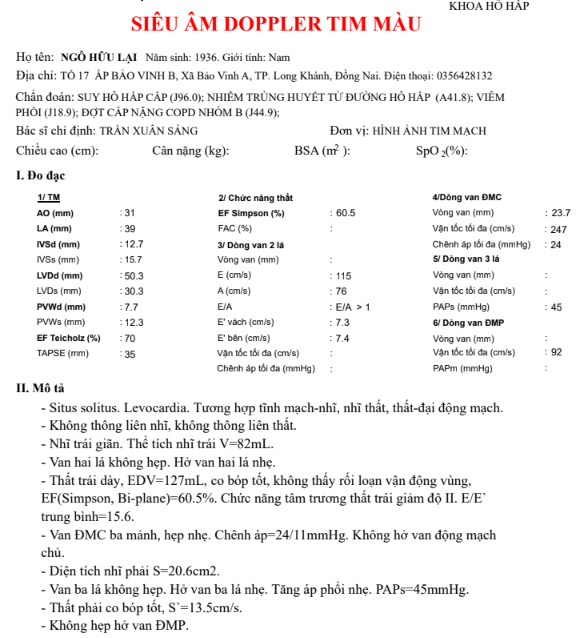 KHOA HÔ HẤP
SIÊU ÂM DOPPLER TIM MÀU
Họ tên: NGÔ HỮU LẠI Năm sinh: 1936. Giới tính: Nam
Địa chỉ: TỔ 17 ẤP BẢO VINH B, Xã Bảo Vinh A, TP. Long Khánh, Đồng Nai. Điện thoại: 0356428132
Chẩn đoán: SUY HÔ HẤP CẤP (J96.0); NHIỄM TRÙNG HUYẾT TỪ ĐƯỜNG HÔ HẤP (A41.8); VIÊM
PHỔI (J18.9); ĐỢT CẤP NẶNG COPD NHÓM B (J44.9);
Bác sĩ chỉ định: TRẦN XUÂN SÁNG Đơn vị: HÌNH ẢNH TIM MẠCH
Chiều cao (cm): Cân nặng (kg): BSA (m² ): SpO 2(%):
I. Đo đạc
1/ TM 2/ Chức năng thất 4/Dòng van ĐMC
AO (mm) : 31 EF Simpson (%) : 60.5 Vòng van (mm) : 23.7
LA (mm) : 39 FAC (%) : Vận tốc tối đa (cm/s) : 247
IVSd (mm) : 12.7 3/ Dòng van 2 lá Chênh áp tối đa (mmHg) : 24
IVSs (mm) : 15.7 Vòng van (mm) : 5/ Dòng van 3 lá
LVDd (mm) : 50.3 E (cm/s) : 115 Vòng van (mm) :
LVDs (mm) : 30.3 A (cm/s) : 76 Vận tốc tối đa (cm/s) :
PVWd (mm) : 7.7 E/A : E/A > 1 PAPs (mmHg) : 45
PVWs (mm) : 12.3 E' vách (cm/s) : 7.3 6/ Dòng van ĐMP
EF Teicholz (%) : 70 E' bên (cm/s) : 7.4 Vòng van (mm) :
TAPSE (mm) : 35 Vận tốc tối đa (cm/s) : Vận tốc tối đa (cm/s) : 92
Chênh áp tối đa (mmHg) : PAPm (mmHg) :
II. Mô tả
- Situs solitus. Levocardia. Tương hợp tĩnh mạch-nhĩ, nhĩ thất, thất-đại động mạch.
- Không thông liên nhĩ, không thông liên thất.
- Nhĩ trái giãn. Thể tích nhĩ trái V=82mL.
- Van hai lá không hẹp. Hở van hai lá nhẹ.
- Thất trái dày, EDV=127mL, co bóp tốt, không thấy rối loạn vận động vùng,
EF(Simpson, Bi-plane)=60.5%. Chức năng tâm trương thất trái giảm độ II. E/E`
trung bình=15.6.
- Van ĐMC ba mảnh, hẹp nhẹ. Chênh áp=24/11mmHg. Không hở van động mạch
chủ.
- Diện tích nhĩ phải S=20.6cm2.
- Van ba lá không hẹp. Hở van ba lá nhẹ. Tăng áp phổi nhẹ. PAPs=45mmHg.
- Thất phải co bóp tốt, S`=13.5cm/s.
- Không hẹp hở van ĐMP.